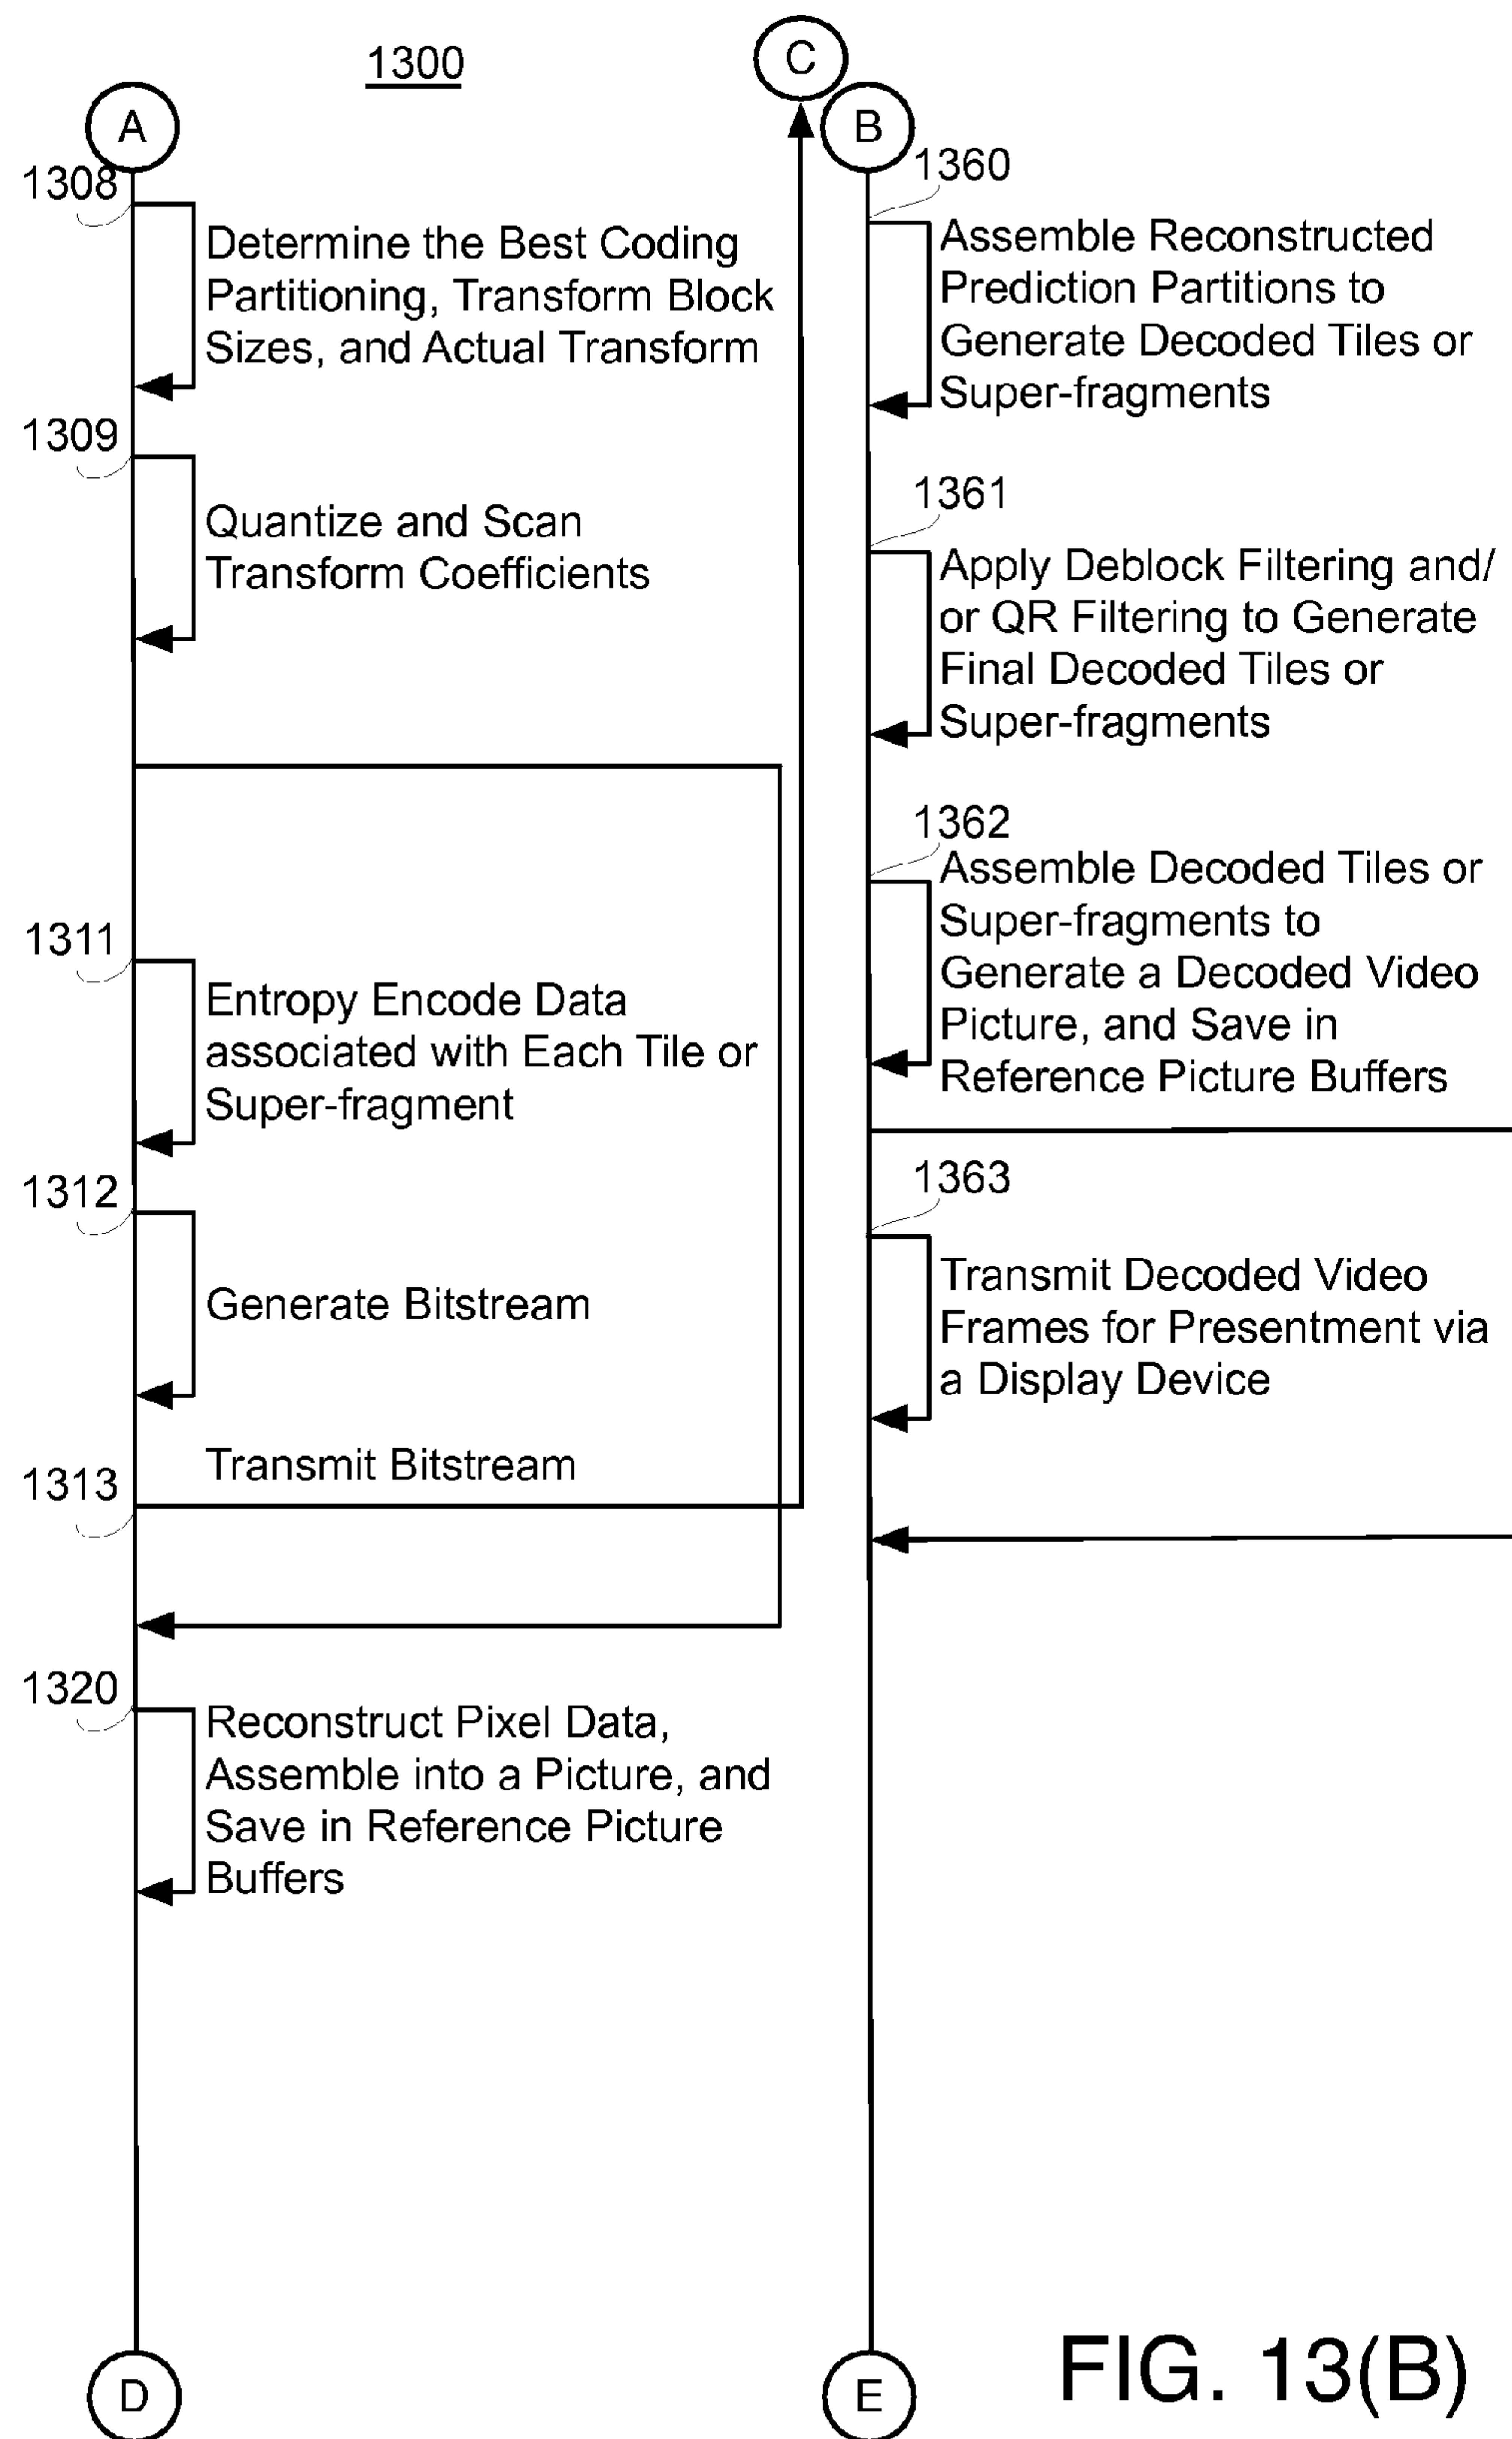 1300
C
A
B
1308
Determine the Best Coding
Partitioning, Transform Block
Sizes, and Actual Transform
1309
Quantize and Scan
Transform Coefficients
1311
Entropy Encode Data
associated with Each Tile or
Super-fragment
1312
Generate Bitstream
Transmit Bitstream
1313
1320
Reconstruct Pixel Data,
Assemble into a Picture, and
Save in Reference Picture
Buffers
D
1360
Assemble Reconstructed
Prediction Partitions to
Generate Decoded Tiles or
Super-fragments
1361
Apply Deblock Filtering and/
or QR Filtering to Generate
Final Decoded Tiles or
Super-fragments
1362
Assemble Decoded Tiles or
Super-fragments to
Generate a Decoded Video
Picture, and Save in
Reference Picture Buffers
1363
Transmit Decoded Video
Frames for Presentment via
a Display Device
E
FIG. 13(B)